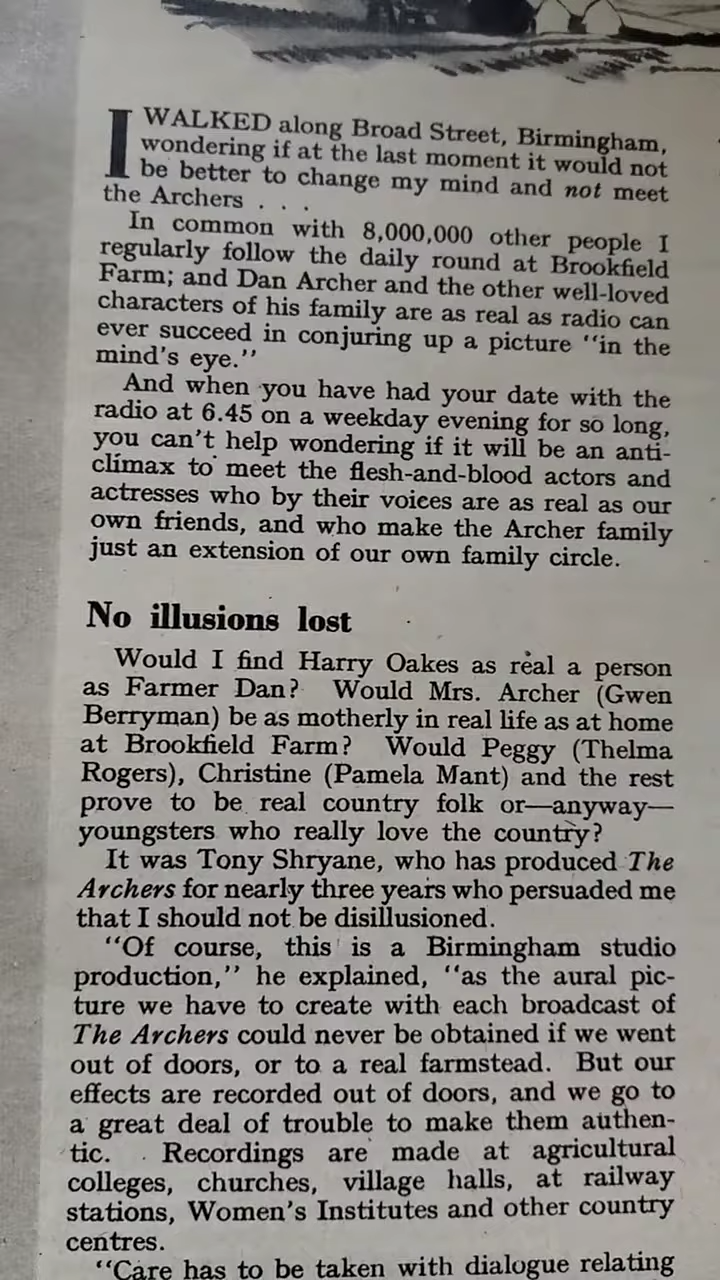 I WALKED along Broad Street, Birmingham,
wondering if at the last moment it would not
be better to change my mind and not meet
the Archers . . .
In common with 8,000,000 other people I
regularly follow the daily round at Brookfield
Farm; and Dan Archer and the other well-loved
characters of his family are as real as radio can
ever succeed in conjuring up a picture "in the
mind's eye."
And when you have had your date with the
radio at 6.45 on a weekday evening for so long,
you can't help wondering if it will be an anti-
climax to meet the flesh-and-blood actors and
actresses who by their voices are as real as our
own friends, and who make the Archer family
just an extension of our own family circle.
No illusions lost
Would I find Harry Oakes as real a person
as Farmer Dan? Would Mrs. Archer (Gwen
Berryman) be as motherly in real life as at home
at Brookfield Farm? Would Peggy (Thelma
Rogers), Christine (Pamela Mant) and the rest
prove to be real country folk or—anyway—
youngsters who really love the country?
It was Tony Shryane, who has produced The
Archers for nearly three years who persuaded me
that I should not be disillusioned.
"Of course, this is a Birmingham studio
production," he explained, "as the aural pic-
ture we have to create with each broadcast of
The Archers could never be obtained if we went
out of doors, or to a real farmstead. But our
effects are recorded out of doors, and we go to
a great deal of trouble to make them authen-
tic. Recordings are made at agricultural
colleges, churches, village halls, at railway
stations, Women's Institutes and other country
centres.
"Care has to be taken with dialogue relating